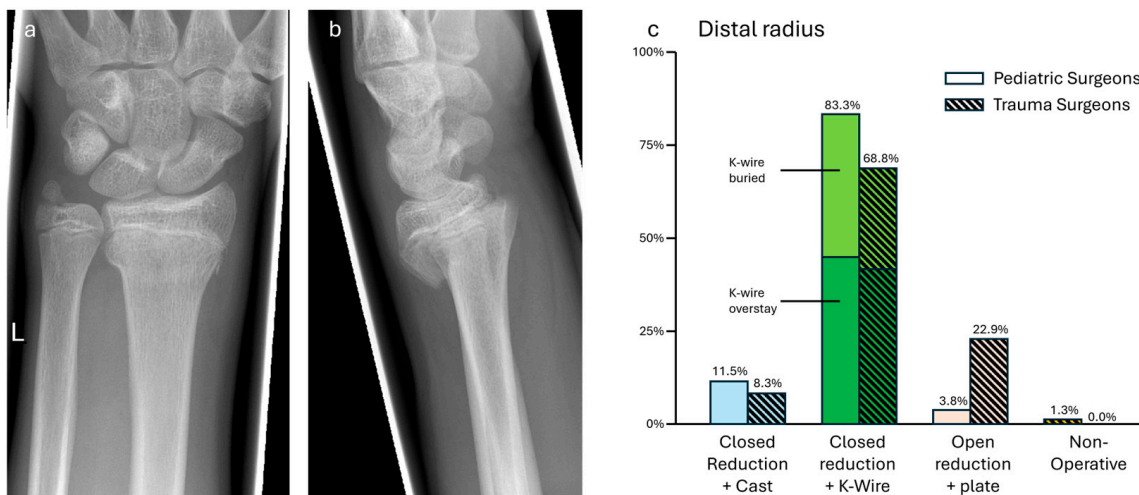 a
b
L
c Distal radius
100%
75%
50%
25%
0%
Pediatric Surgeons
Trauma Surgeons
K-wire
buried
K-wire
overstay
11.5%
8.3%
83.3%
68.8%
3.8%
22.9%
1.3%
0.0%
Closed
Reduction
+ Cast
Closed
reduction
+ K-Wire
Open
reduction
+ plate
Non-
Operative